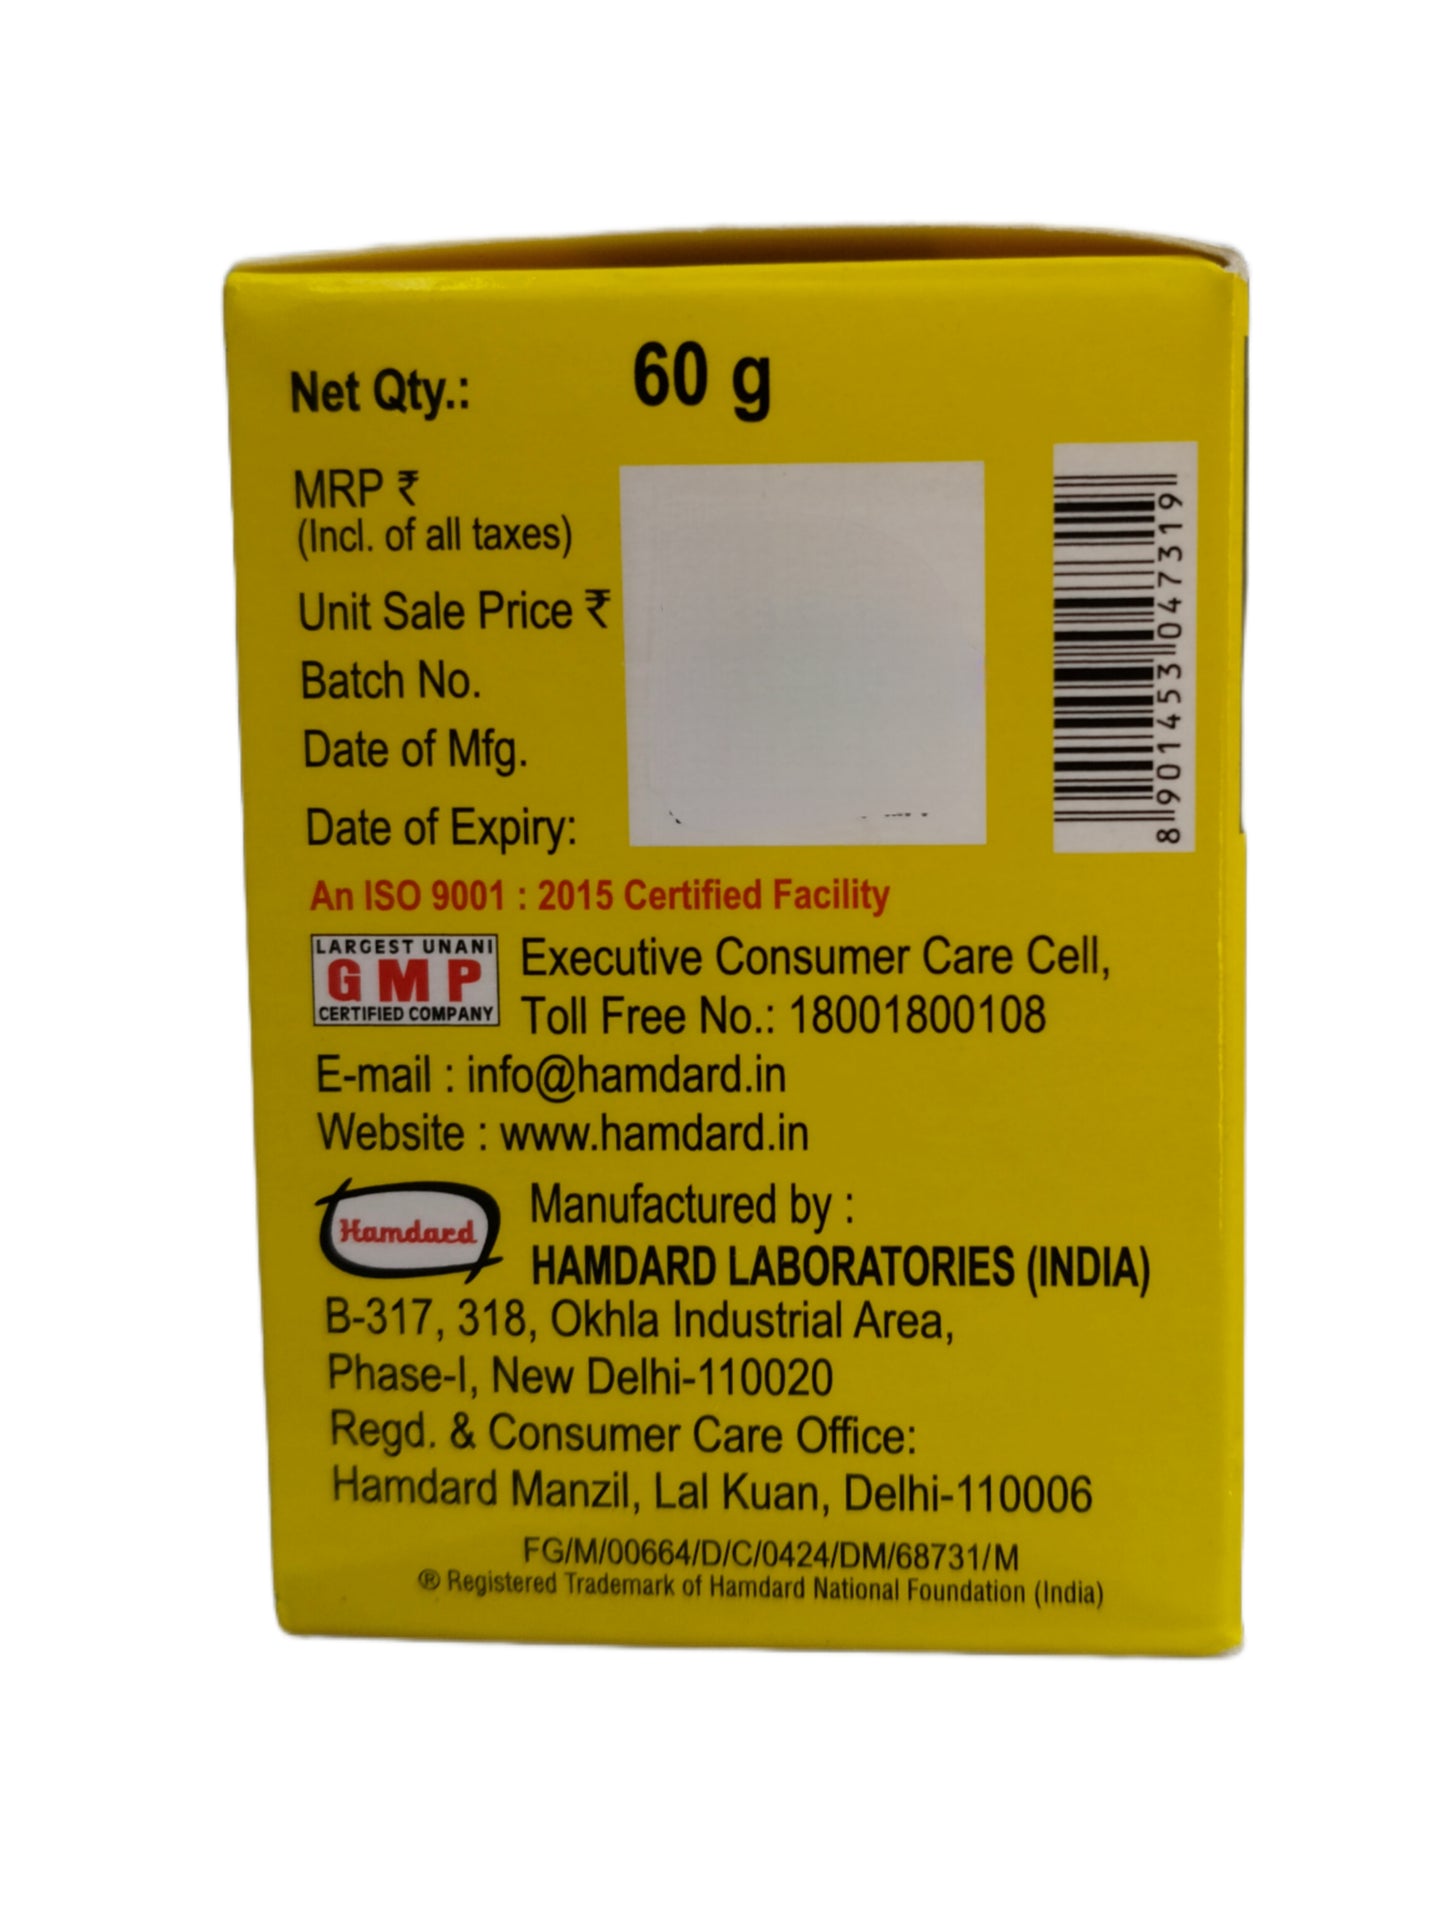 Net Qty.: 60 g
MRP ₹
(Incl. of all taxes)
Unit Sale Price ₹
Batch No.
Date of Mfg.
Date of Expiry:
8 901453 047319
An ISO 9001 : 2015 Certified Facility
LARGEST UNANI
GMP
CERTIFIED COMPANY
Executive Consumer Care Cell,
Toll Free No.: 18001800108
E-mail : info@hamdard.in
Website : www.hamdard.in
Hamdard
Manufactured by :
HAMDARD LABORATORIES (INDIA)
B-317, 318, Okhla Industrial Area,
Phase-I, New Delhi-110020
Regd. & Consumer Care Office:
Hamdard Manzil, Lal Kuan, Delhi-110006
FG/M/00664/D/C/0424/DM/68731/M
® Registered Trademark of Hamdard National Foundation (India)